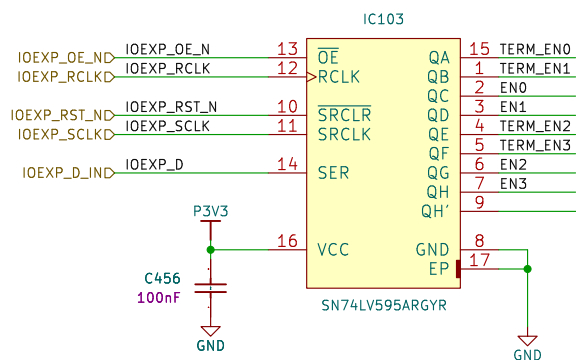 IC103
IOEXP_OE_N IOEXP_OE_N 13 OE QA 15 TERM_EN0
IOEXP_RCLK IOEXP_RCLK 12 RCLK QB 1 TERM_EN1
QC 2 EN0
IOEXP_RST_N IOEXP_RST_N 10 SRCLR QD 3 EN1
IOEXP_SCLK IOEXP_SCLK 11 SRCLK QE 4 TERM_EN2
QF 5 TERM_EN3
IOEXP_D_IN IOEXP_D 14 SER QG 6 EN2
QH 7 EN3
QH' 9
P3V3
16 VCC GND 8
EP 17
C456
100nF
SN74LV595ARGYR
GND
GND